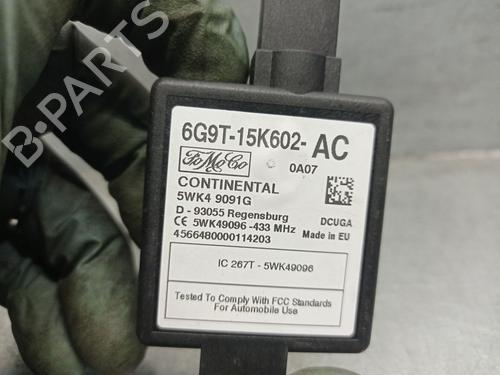 6G9T-15K602- AC
FoMoCo
0A07
CONTINENTAL
5WK4 9091G
D - 93055 Regensburg
CE 5WK49096 -433 MHz
4566480000114203
DCUGA
Made in EU
IC 267T - 5WK49096
Tested To Comply With FCC Standards
For Automobile Use
B-PARTS